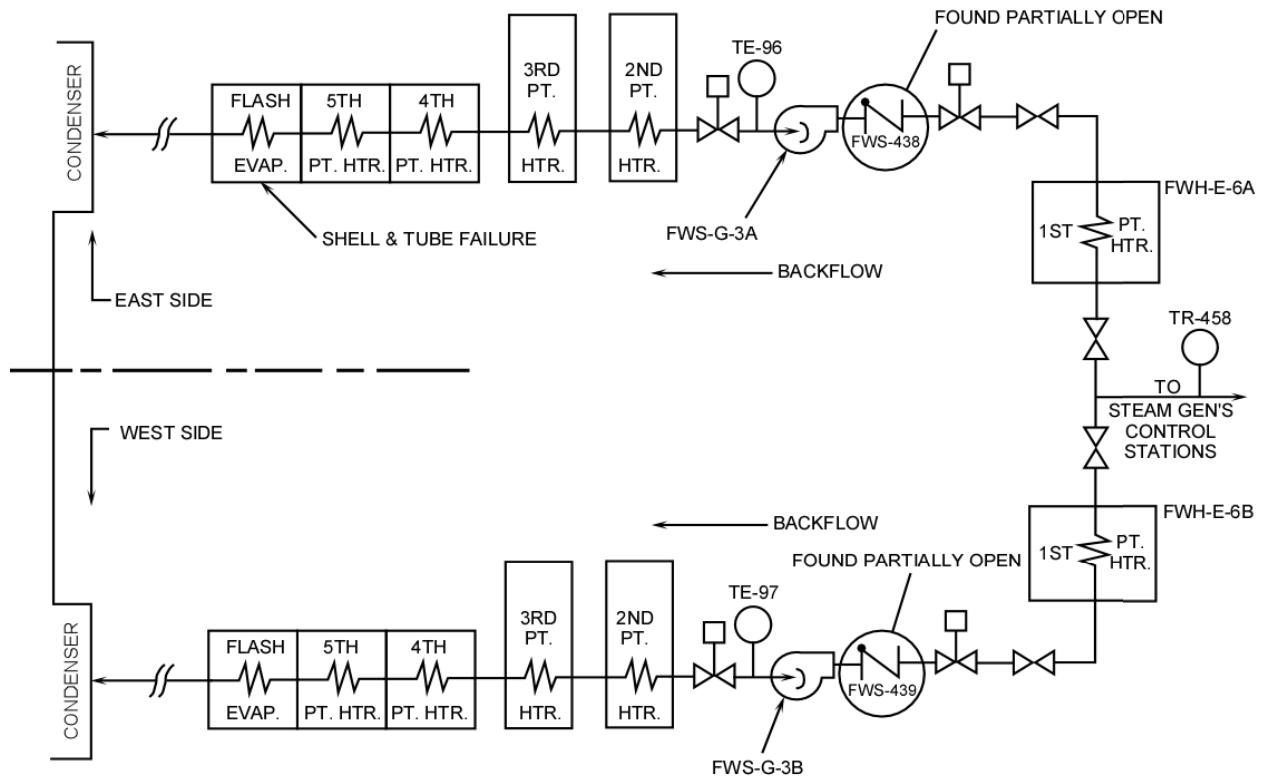 FOUND PARTIALLY OPEN
TE-96
3RD
PT.
2ND
PT.
FLASH
5TH
4TH
CONDENSER
FWS-438
EVAP.
PT. HTR.
PT. HTR.
HTR.
HTR.
FWH-E-6A
1ST
PT.
HTR.
SHELL & TUBE FAILURE
FWS-G-3A
BACKFLOW
EAST SIDE
TR-458
TO
STEAM GEN'S
CONTROL
STATIONS
WEST SIDE
BACKFLOW
FWH-E-6B
1ST
PT.
HTR.
FOUND PARTIALLY OPEN
TE-97
3RD
PT.
2ND
PT.
FLASH
5TH
4TH
CONDENSER
FWS-439
EVAP.
PT. HTR.
PT. HTR.
HTR.
HTR.
FWS-G-3B